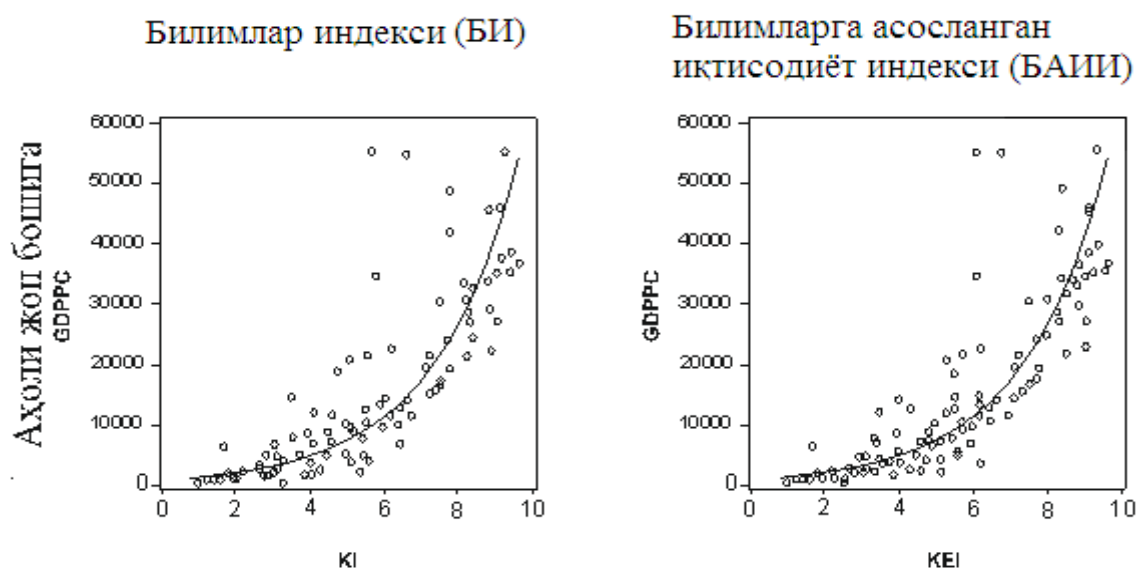 Билимлар индекси (БИ)
Билимларга асосланган
иқтисодиёт индекси (БАИИ)
Аҳоли жон бошига
GDPPC
60000
50000
40000
30000
20000
10000
0
0 2 4 6 8 10
KI
GDPPC
60000
50000
40000
30000
20000
10000
0
0 2 4 6 8 10
KEI